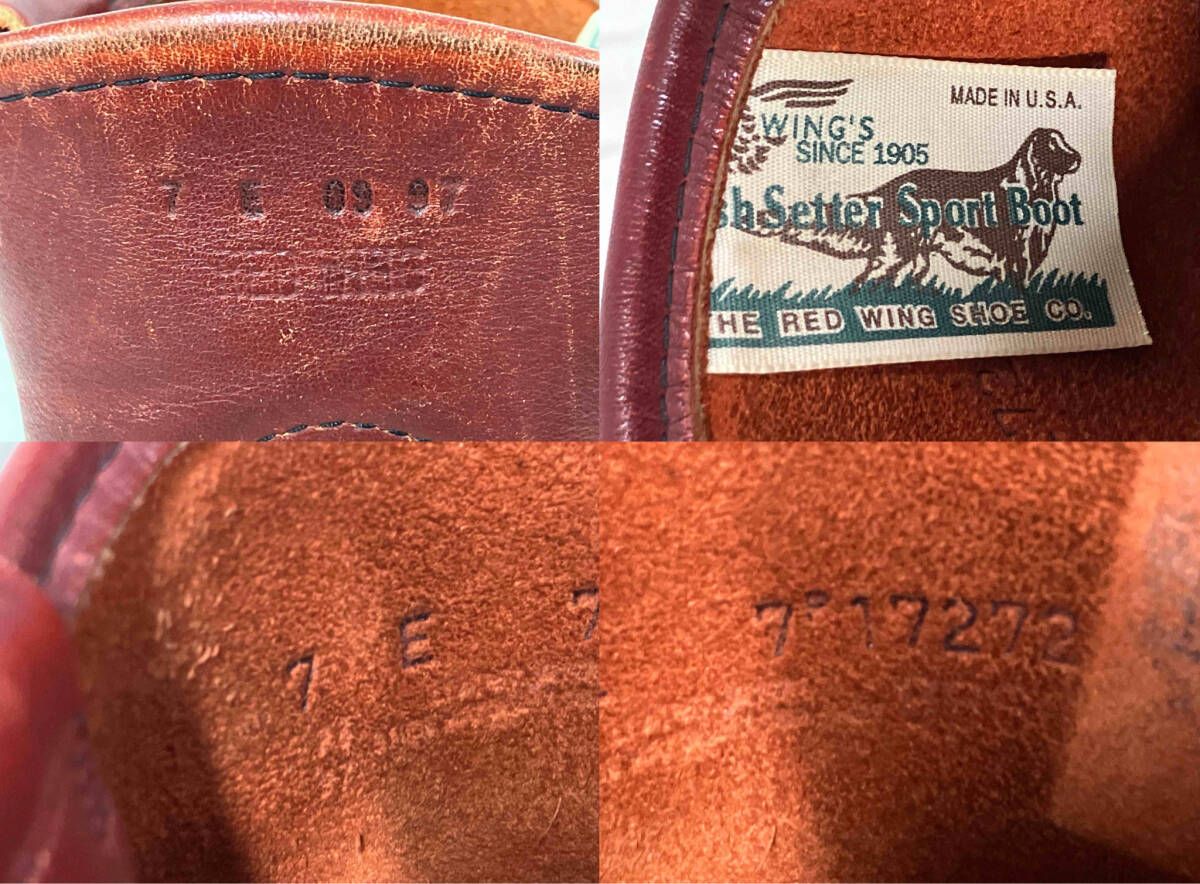 7 E 09 97
MADE IN U.S.A.
WING'S
SINCE 1905
sh Setter Sport Boot
HE RED WING SHOE CO.
7 E 7
7° 17272